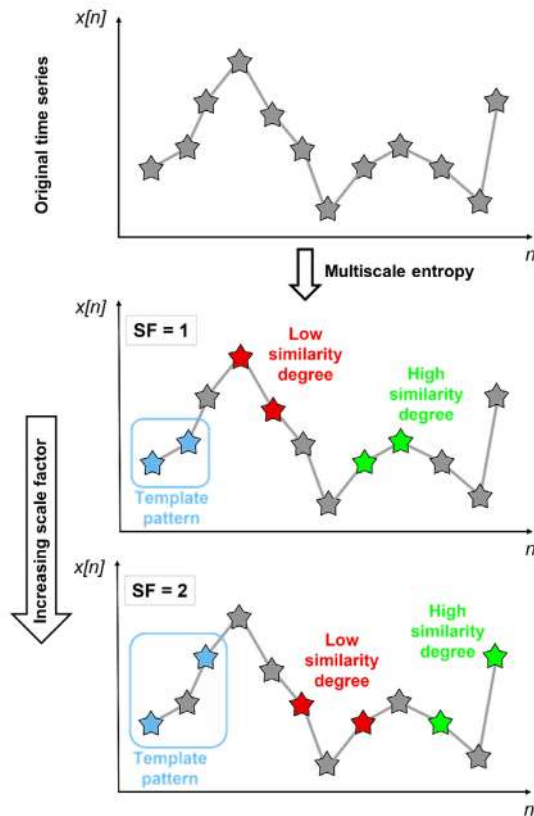 x[n]
Original time series
n
Multiscale entropy
x[n]
SF = 1
Low
similarity
degree
High
similarity
degree
Template
pattern
n
Increasing scale factor
x[n]
SF = 2
High
similarity
degree
Low
similarity
degree
Template
pattern
n